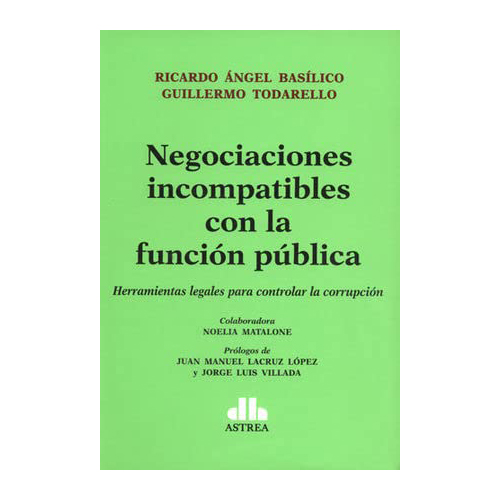 RICARDO ÁNGEL BASÍLICO
GUILLERMO TODARELLO
Negociaciones
incompatibles
con la
función pública
Herramientas legales para controlar la corrupción
Colaboradora
NOELIA MATALONE
Prólogos de
JUAN MANUEL LACRUZ LÓPEZ
y JORGE LUIS VILLADA
ASTREA